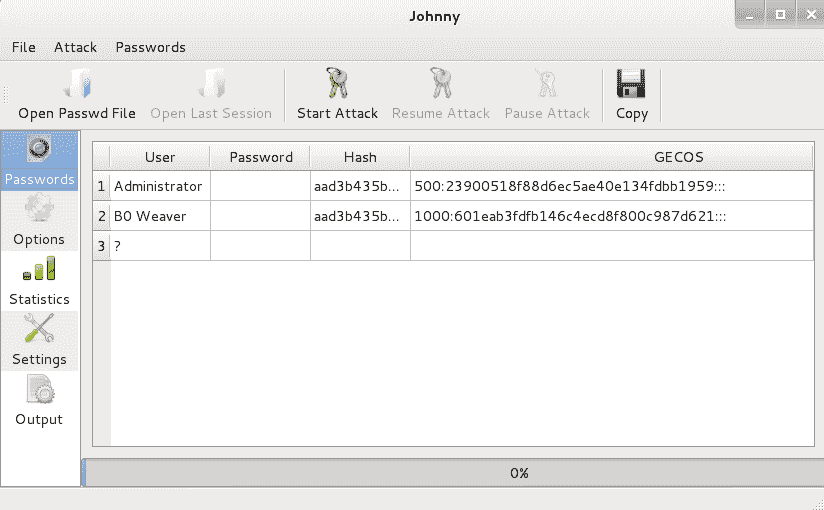 Johnny
File Attack Passwords
Open Passwd File Open Last Session Start Attack Resume Attack Pause Attack Copy
Passwords
Options
Statistics
Settings
Output
User Password Hash GECOS
1 Administrator aad3b435b... 500:23900518f88d6ec5ae40e134fdbb1959:::
2 B0 Weaver aad3b435b... 1000:601eab3fdfb146c4ecd8f800c987d621:::
3 ?
0%